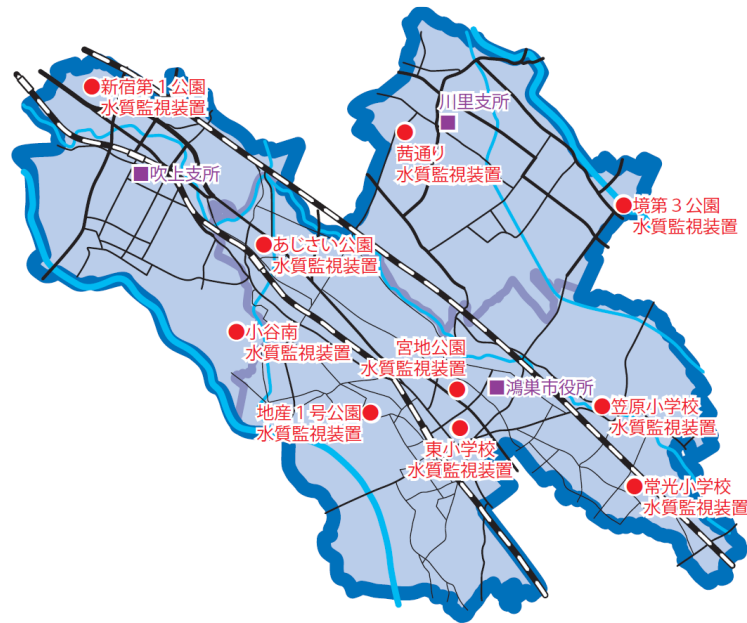 新宿第１公園
水質監視装置
川里支所
茜通り
水質監視装置
吹上支所
境第３公園
水質監視装置
あじさい公園
水質監視装置
小谷南
水質監視装置
宮地公園
水質監視装置
鴻巣市役所
地産１号公園
水質監視装置
笠原小学校
水質監視装置
東小学校
水質監視装置
常光小学校
水質監視装置